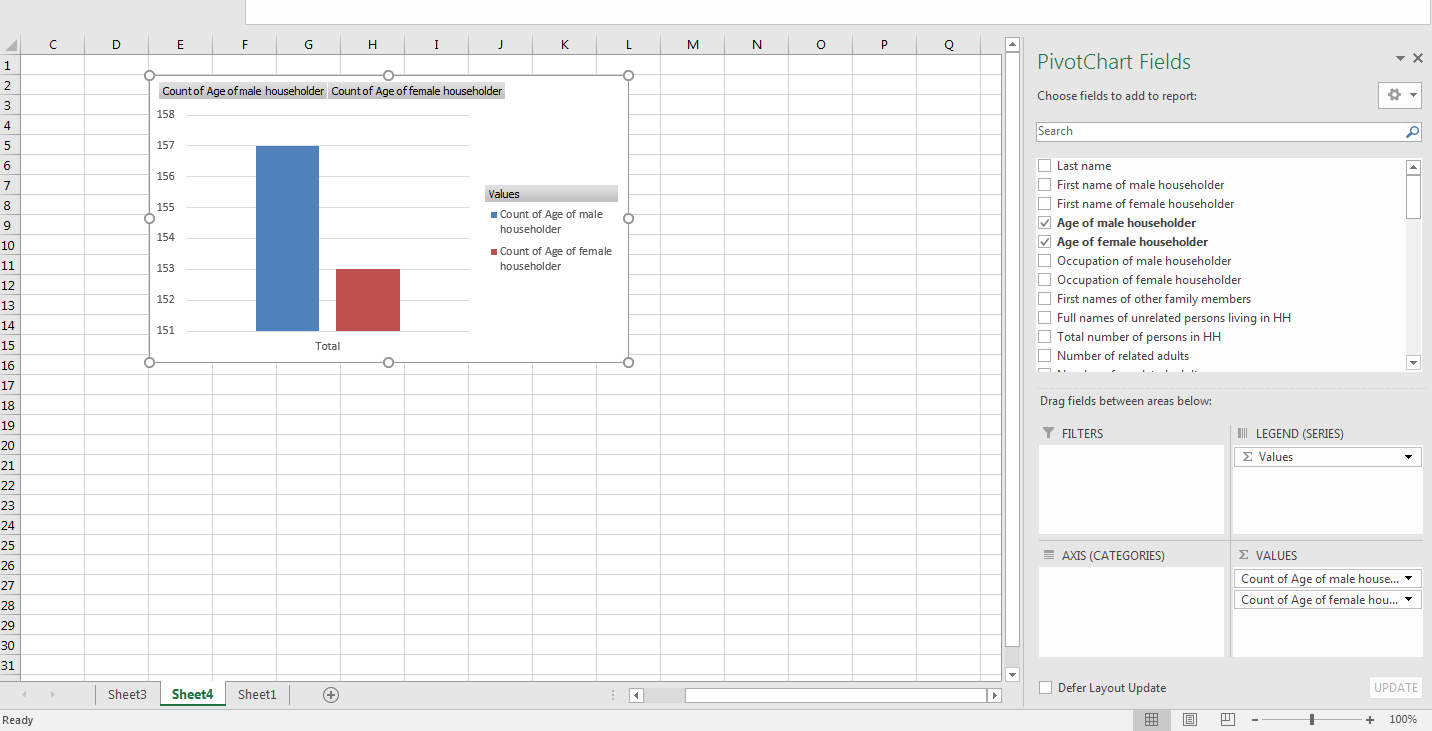 C D E F G H I J K L M N O P Q
1
2
3
4
5
6
7
8
9
10
11
12
13
14
15
16
17
18
19
20
21
22
23
24
25
26
27
28
29
30
31
Count of Age of male householder Count of Age of female householder
158
157
156
155
154
153
152
151
Total
Values
Count of Age of male
householder
Count of Age of female
householder
PivotChart Fields
Choose fields to add to report:
Search
Last name
First name of male householder
First name of female householder
Age of male householder
Age of female householder
Occupation of male householder
Occupation of female householder
First names of other family members
Full names of unrelated persons living in HH
Total number of persons in HH
Number of related adults
Drag fields between areas below:
FILTERS
LEGEND (SERIES)
Σ Values
AXIS (CATEGORIES)
Σ VALUES
Count of Age of male house...
Count of Age of female hou...
Defer Layout Update
UPDATE
Sheet3 Sheet4 Sheet1
Ready
100%